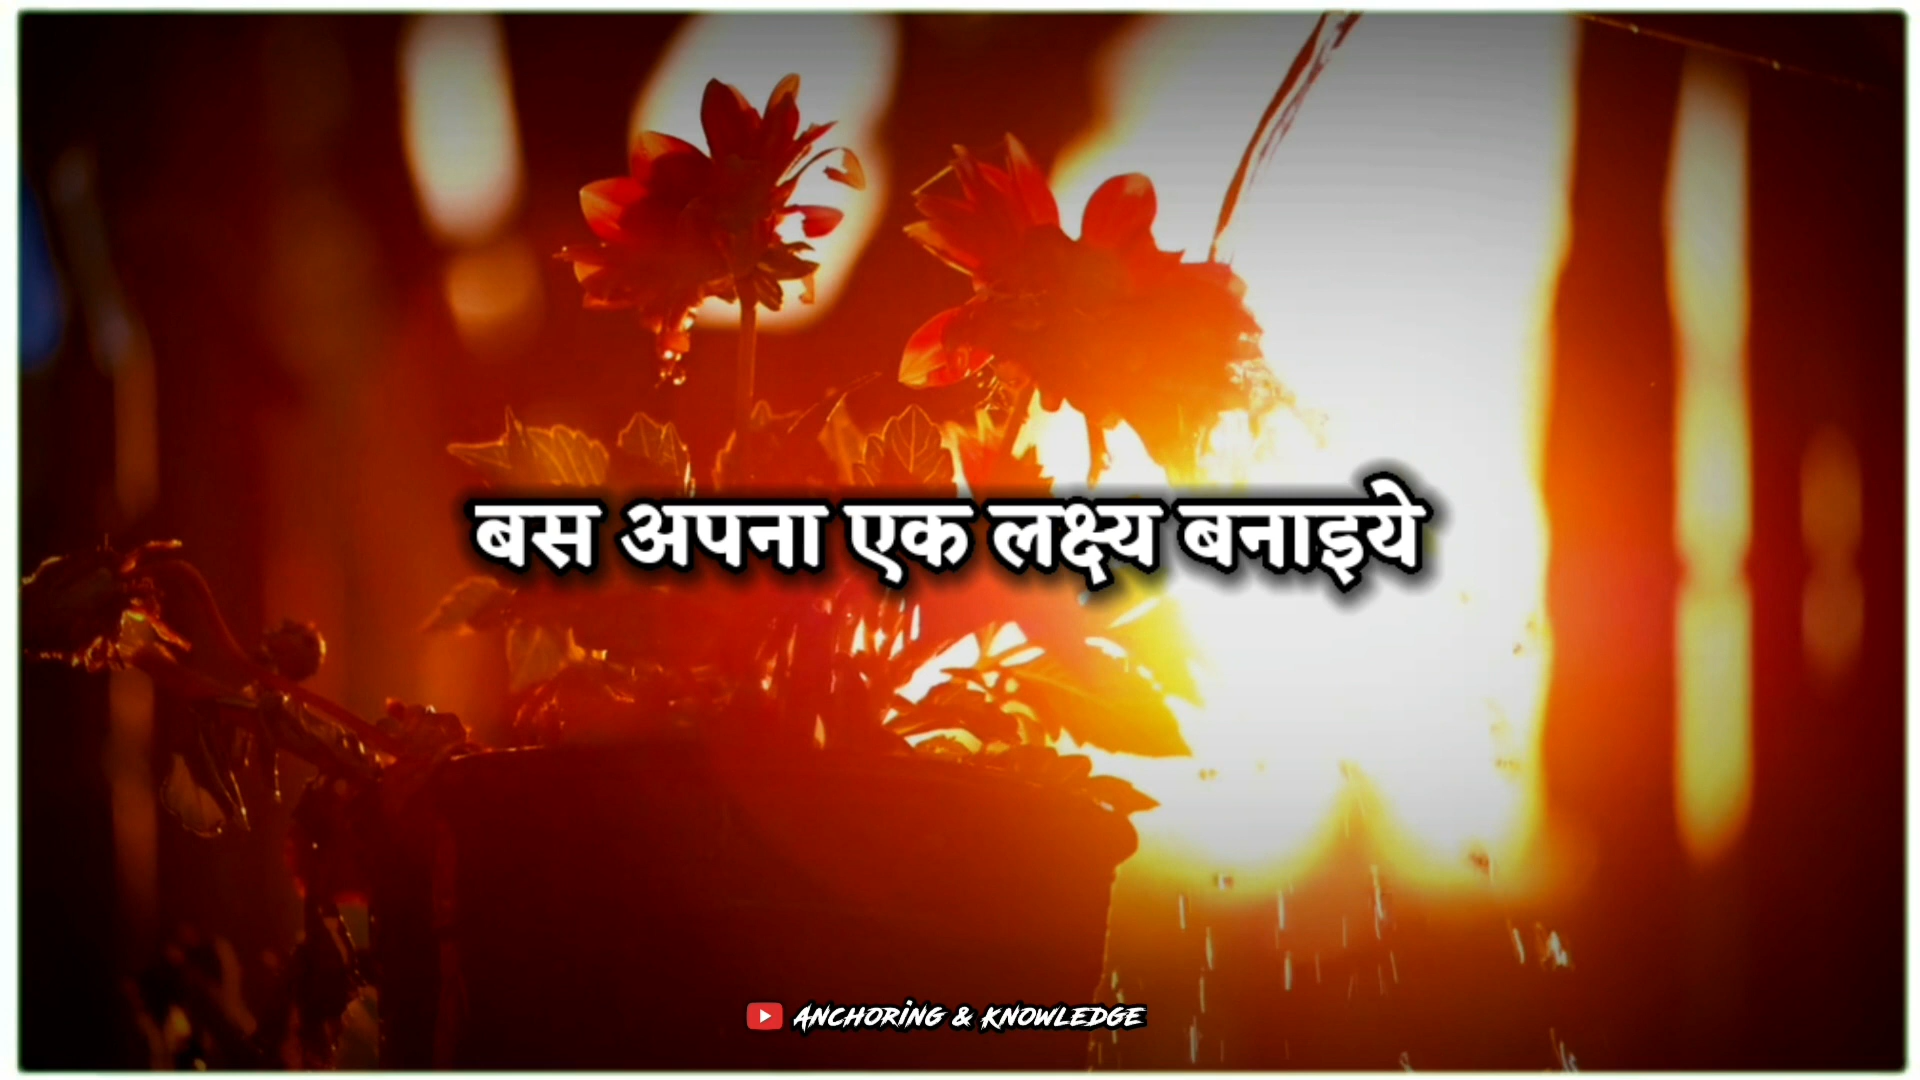 बस अपना एक लक्ष्य बनाइये
ANCHORING & KNOWLEDGE